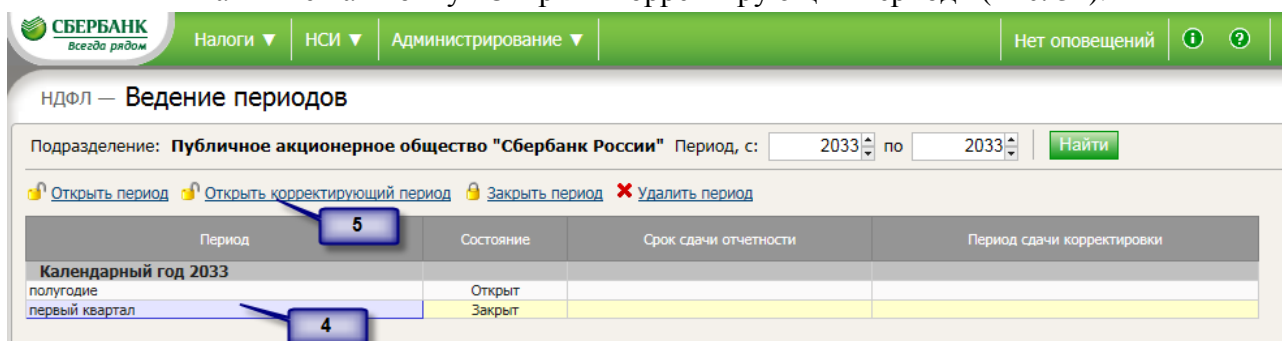 СБЕРБАНК
Всегда рядом
Налоги ▼ НСИ ▼ Администрирование ▼ Нет оповещений
НДФЛ — Ведение периодов
Подразделение: Публичное акционерное общество "Сбербанк России" Период, с: 2033 по 2033 Найти
Открыть период Открыть корректирующий период Закрыть период Удалить период
5
Период Состояние Срок сдачи отчетности Период сдачи корректировки
Календарный год 2033
полугодие Открыт
первый квартал Закрыт
4